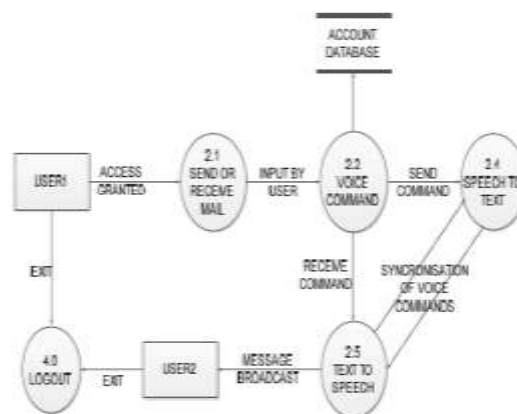 ACCOUNT
DATABASE
2.1
SEND OR
RECEIVE
MAIL
2.2
VOICE
COMMAND
2.4
SPEECH TO
TEXT
USER1
ACCESS
GRANTED
INPUT BY
USER
SEND
COMMAND
EXIT
RECEIVE
COMMAND
SYNCRONISATION
OF VOICE
COMMANDS
4.0
LOGOUT
EXIT
USER2
MESSAGE
BROADCAST
2.5
TEXT TO
SPEECH